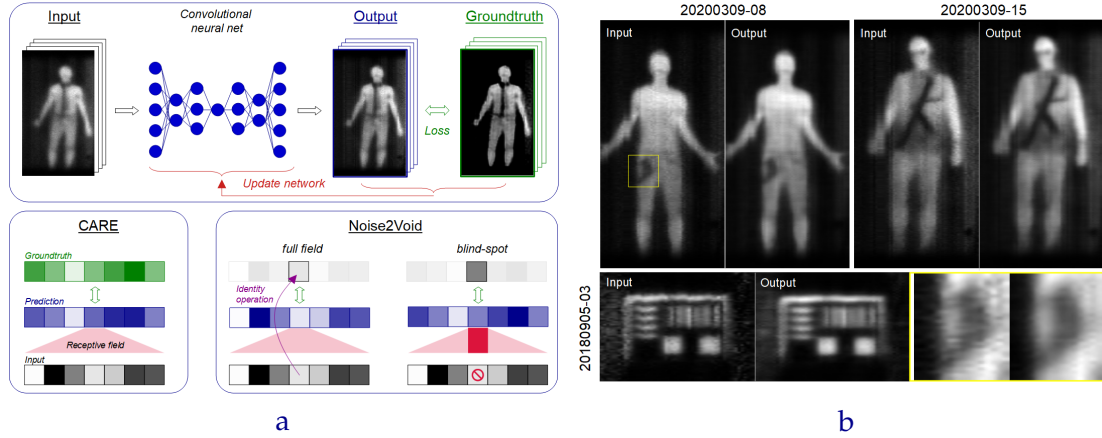 Input
Convolutional
neural net
Output
Groundtruth
Loss
Update network
CARE
Groundtruth
Prediction
Receptive field
Input
Noise2Void
full field
blind-spot
Identity
operation
a
20200309-08
20200309-15
Input
Output
Input
Output
20180905-03
Input
Output
b